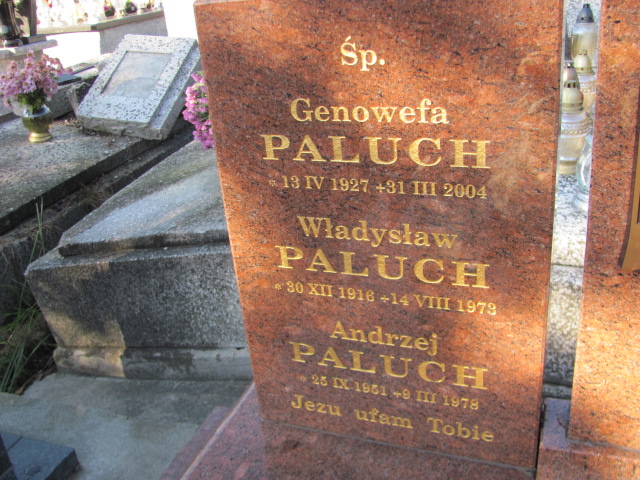 Śp.
Genowefa
PALUCH
* 13 IV 1927 +31 III 2004
Władysław
PALUCH
* 30 XII 1916 +14 VIII 1973
Andrzej
PALUCH
* 25 IX 1951 +9 III 1978
Jezu ufam Tobie